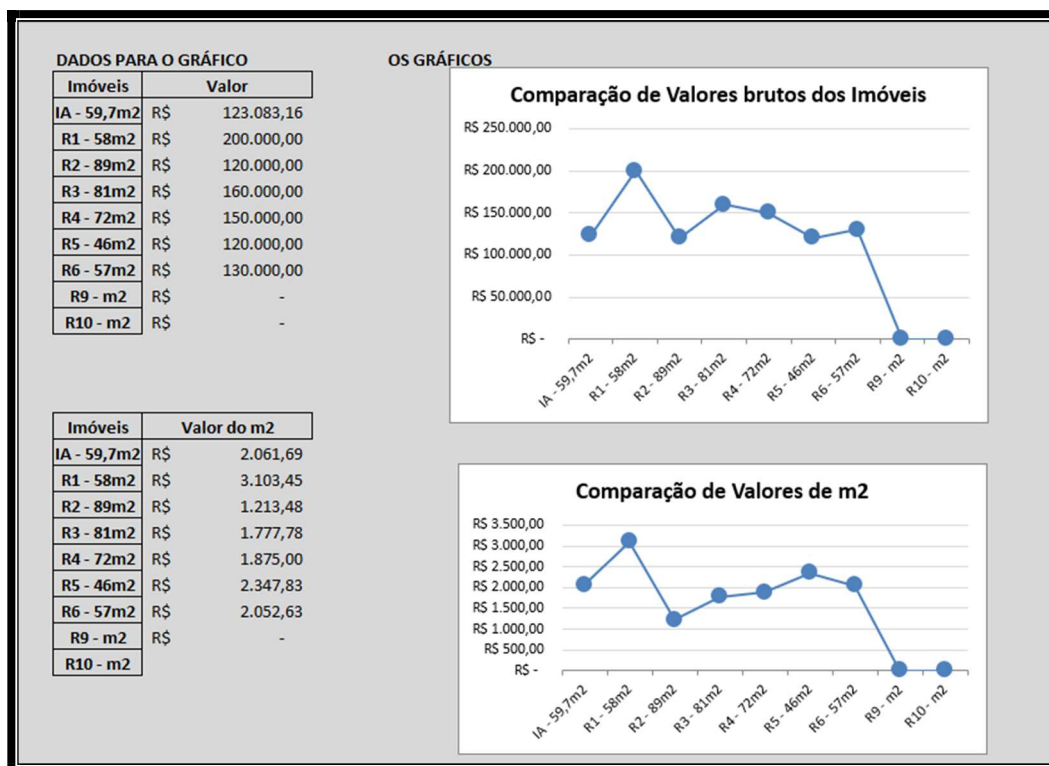 DADOS PARA O GRÁFICO
Imóveis Valor
IA - 59,7m2 R$ 123.083,16
R1 - 58m2 R$ 200.000,00
R2 - 89m2 R$ 120.000,00
R3 - 81m2 R$ 160.000,00
R4 - 72m2 R$ 150.000,00
R5 - 46m2 R$ 120.000,00
R6 - 57m2 R$ 130.000,00
R9 - m2 R$ -
R10 - m2 R$ -
OS GRÁFICOS
Comparação de Valores brutos dos Imóveis
R$ 250.000,00
R$ 200.000,00
R$ 150.000,00
R$ 100.000,00
R$ 50.000,00
R$ -
IA - 59,7m2
R1 - 58m2
R2 - 89m2
R3 - 81m2
R4 - 72m2
R5 - 46m2
R6 - 57m2
R9 - m2
R10 - m2
Imóveis Valor do m2
IA - 59,7m2 R$ 2.061,69
R1 - 58m2 R$ 3.103,45
R2 - 89m2 R$ 1.213,48
R3 - 81m2 R$ 1.777,78
R4 - 72m2 R$ 1.875,00
R5 - 46m2 R$ 2.347,83
R6 - 57m2 R$ 2.052,63
R9 - m2 R$ -
R10 - m2
Comparação de Valores de m2
R$ 3.500,00
R$ 3.000,00
R$ 2.500,00
R$ 2.000,00
R$ 1.500,00
R$ 1.000,00
R$ 500,00
R$ -
IA - 59,7m2
R1 - 58m2
R2 - 89m2
R3 - 81m2
R4 - 72m2
R5 - 46m2
R6 - 57m2
R9 - m2
R10 - m2